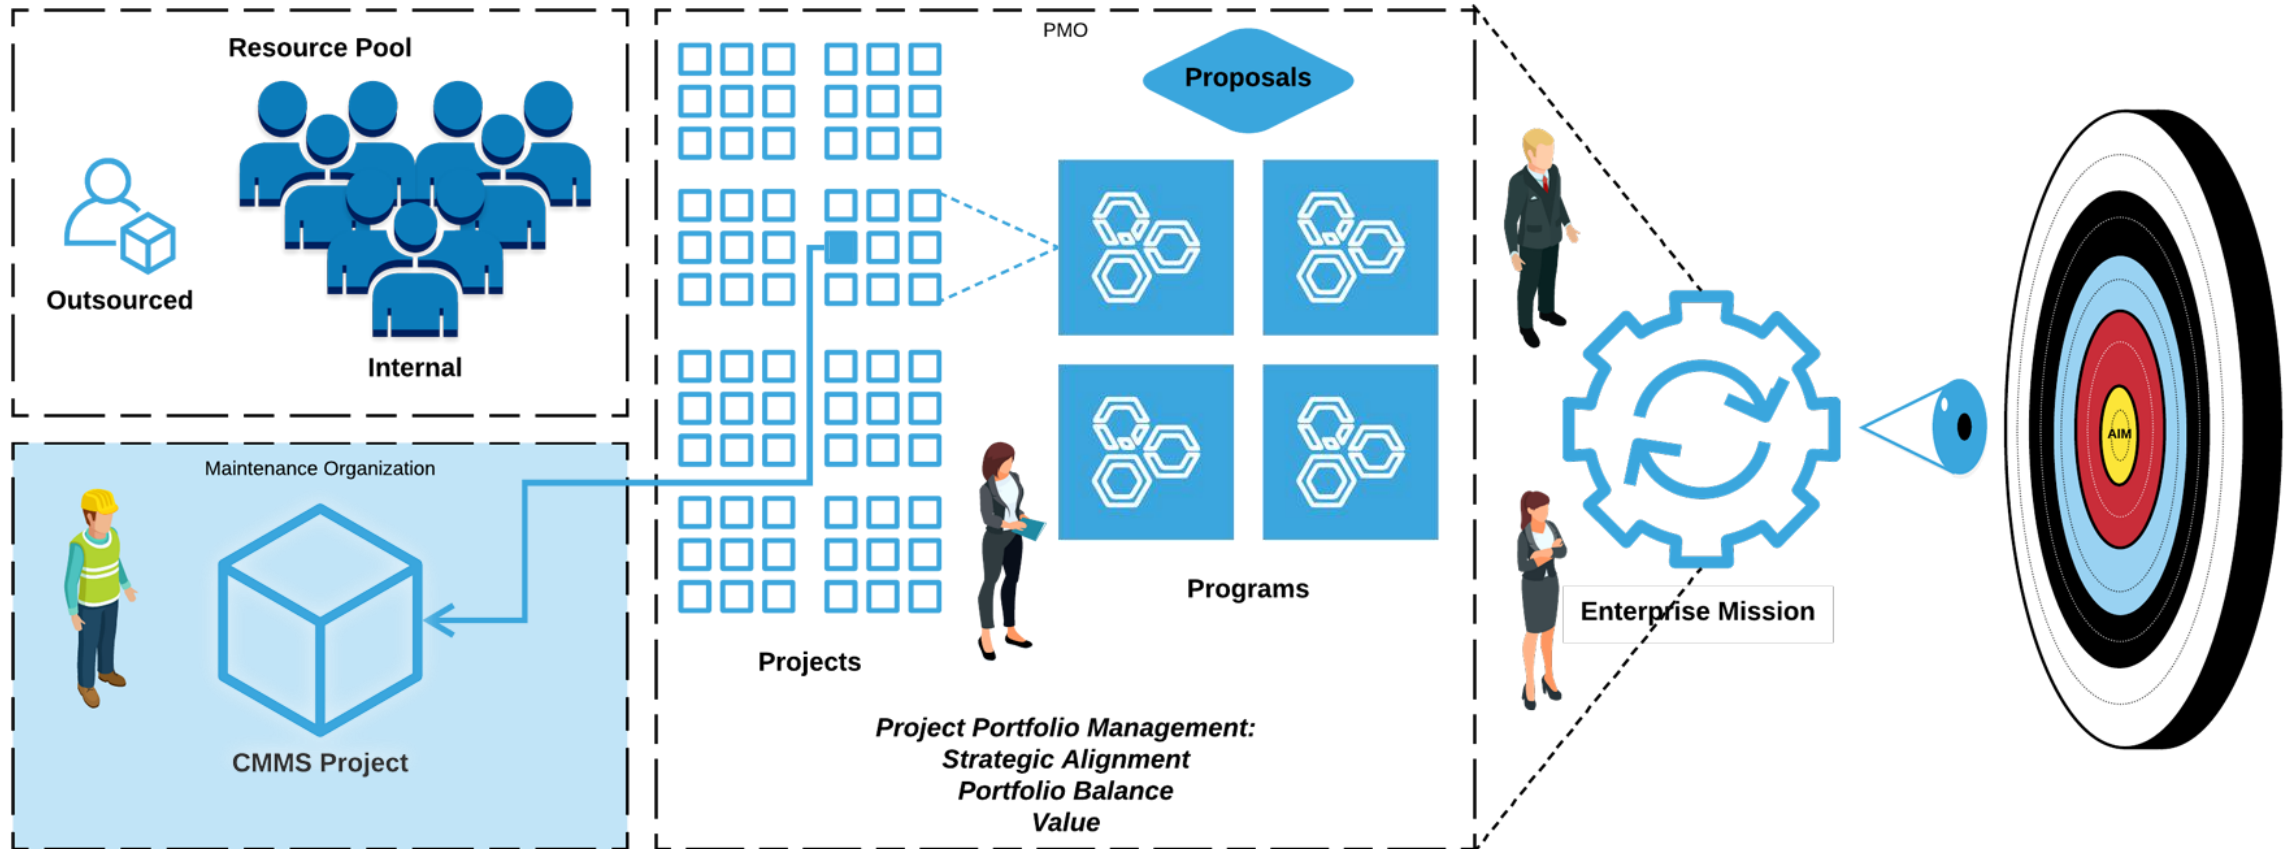 Resource Pool
Outsourced
Internal
Maintenance Organization
CMMS Project
PMO
Proposals
Programs
Projects
Project Portfolio Management:
Strategic Alignment
Portfolio Balance
Value
Enterprise Mission
AIM